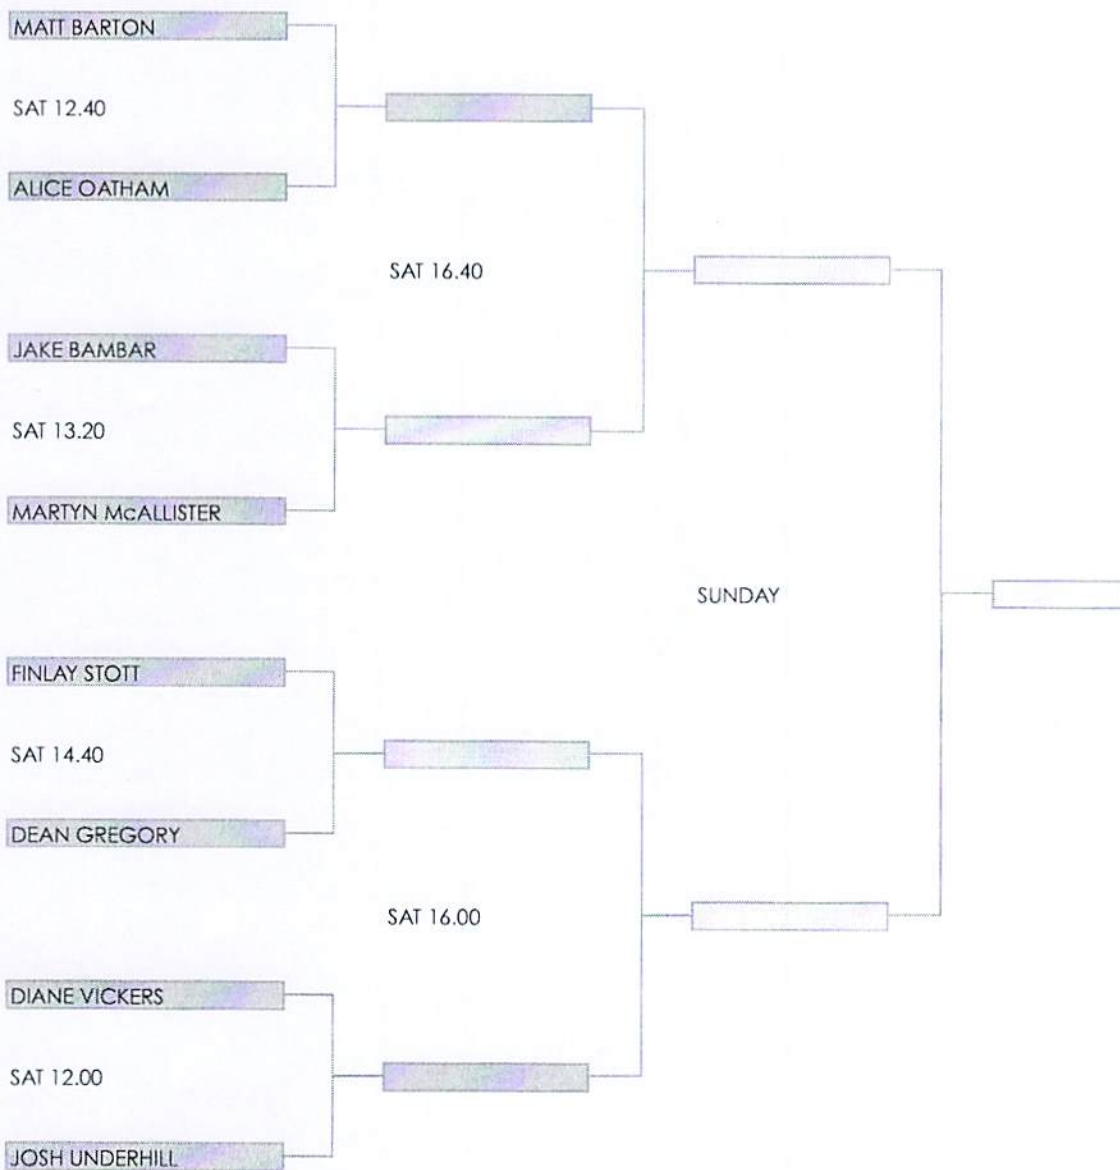 MATT BARTON
SAT 12.40
ALICE OATHAM
SAT 16.40
JAKE BAMBAR
SAT 13.20
MARTYN McALLISTER
SUNDAY
FINLAY STOTT
SAT 14.40
DEAN GREGORY
SAT 16.00
DIANE VICKERS
SAT 12.00
JOSH UNDERHILL